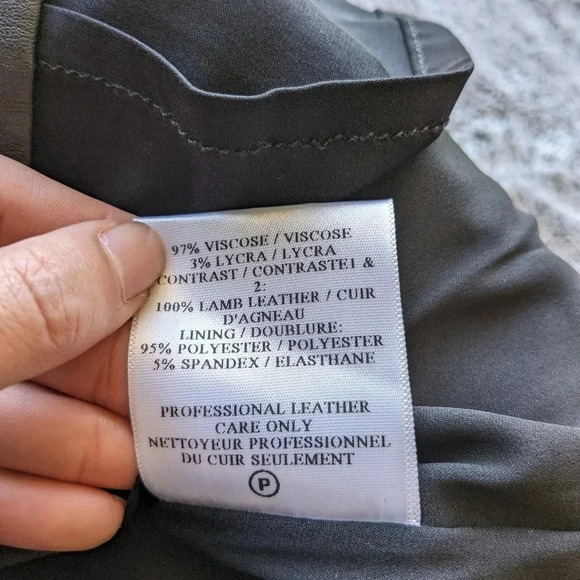 97% VISCOSE / VISCOSE
3% LYCRA / LYCRA
CONTRAST / CONTRASTE1 &
2:
100% LAMB LEATHER / CUIR
D'AGNEAU
LINING / DOUBLURE:
95% POLYESTER / POLYESTER
5% SPANDEX / ELASTHANE
PROFESSIONAL LEATHER
CARE ONLY
NETTOYEUR PROFESSIONNEL
DU CUIR SEULEMENT
P